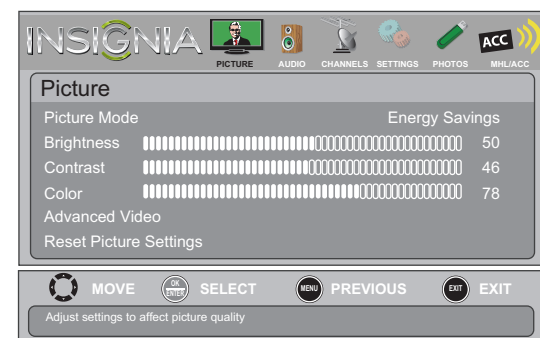 INSIGNIA
PICTURE AUDIO CHANNELS SETTINGS PHOTOS MHL/ACC
ACC
Picture
Picture Mode Energy Savings
Brightness 50
Contrast 46
Color 78
Advanced Video
Reset Picture Settings
MOVE OK ENTER SELECT MENU PREVIOUS EXIT EXIT
Adjust settings to affect picture quality